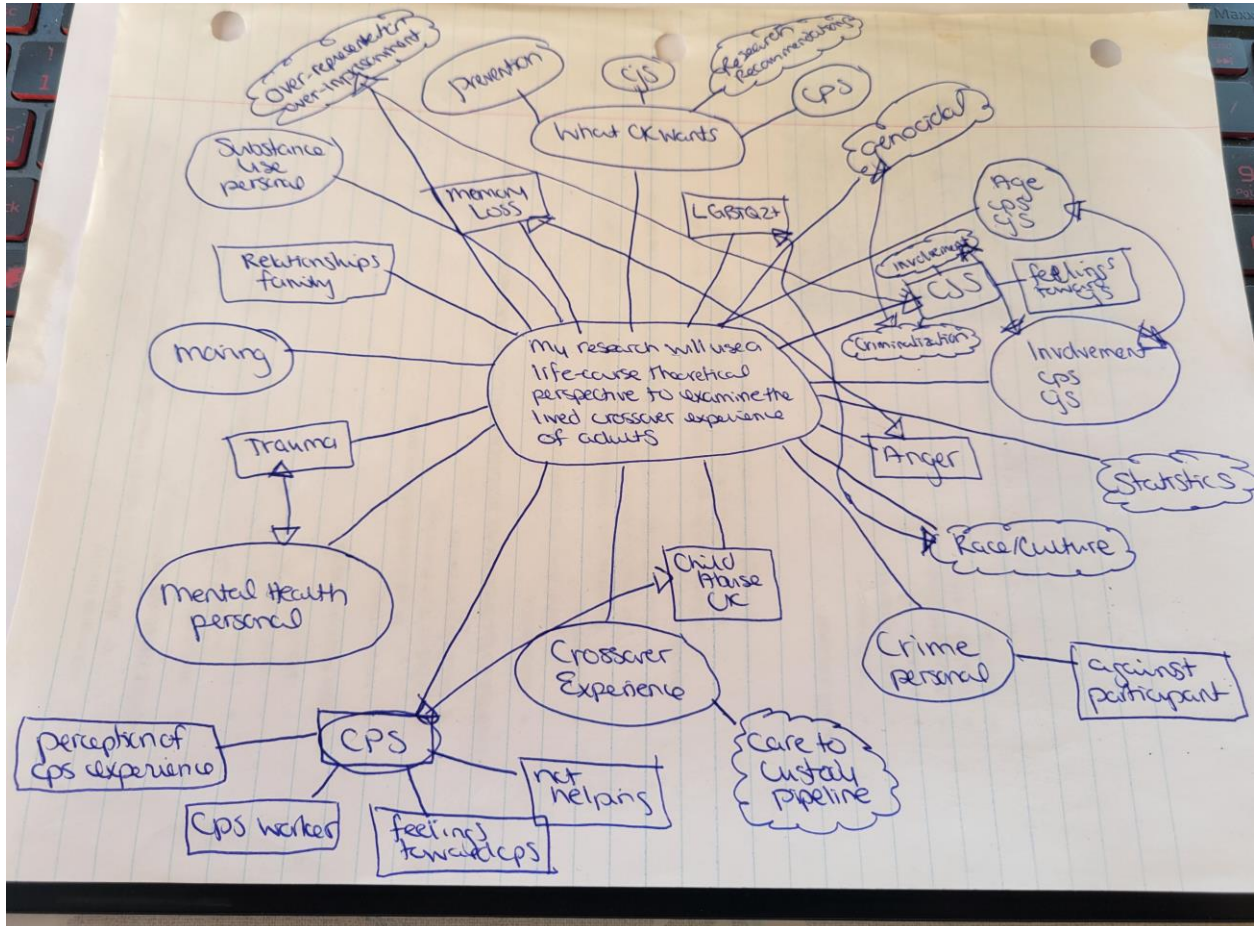 Over-representation
over-imprisonment
Prevention
CJS
Research
Recommendations
CPS
What CK wants
Genocidal
Substance
Use
personal
Memory
Loss
LGBTQ2+
Age
CPS
CJS
Relationships
family
Involvement
CJS
feelings
towards
CJS
Criminalization
Moving
My research will use a
life-course theoretical
perspective to examine the
lived crossover experience
of adults
Involvement
CPS
CJS
Trauma
Anger
Statistics
Race/Culture
Mental Health
personal
Child
Abuse
CK
Crossover
Experience
Crime
personal
against
participant
perception of
cps experience
CPS
not
helping
Care to
Custody
pipeline
Cps worker
feelings
toward cps